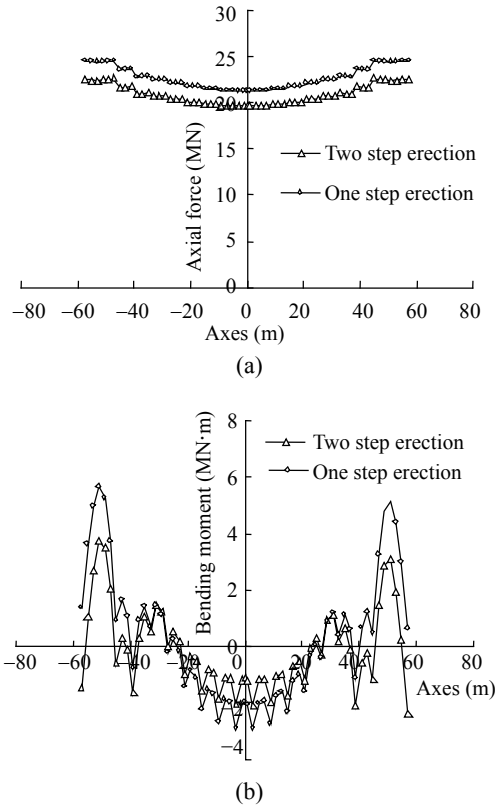 30
25
20
15
10
5
0
Axial force (MN)
Two step erection
One step erection
−80 −60 −40 −20 0 20 40 60 80
Axes (m)
(a)
8
6
4
2
Bending moment (MN·m)
Two step erection
One step erection
0
−80 −60 −40 −20 0 20 40 60 80
Axes (m)
−2
−4
(b)